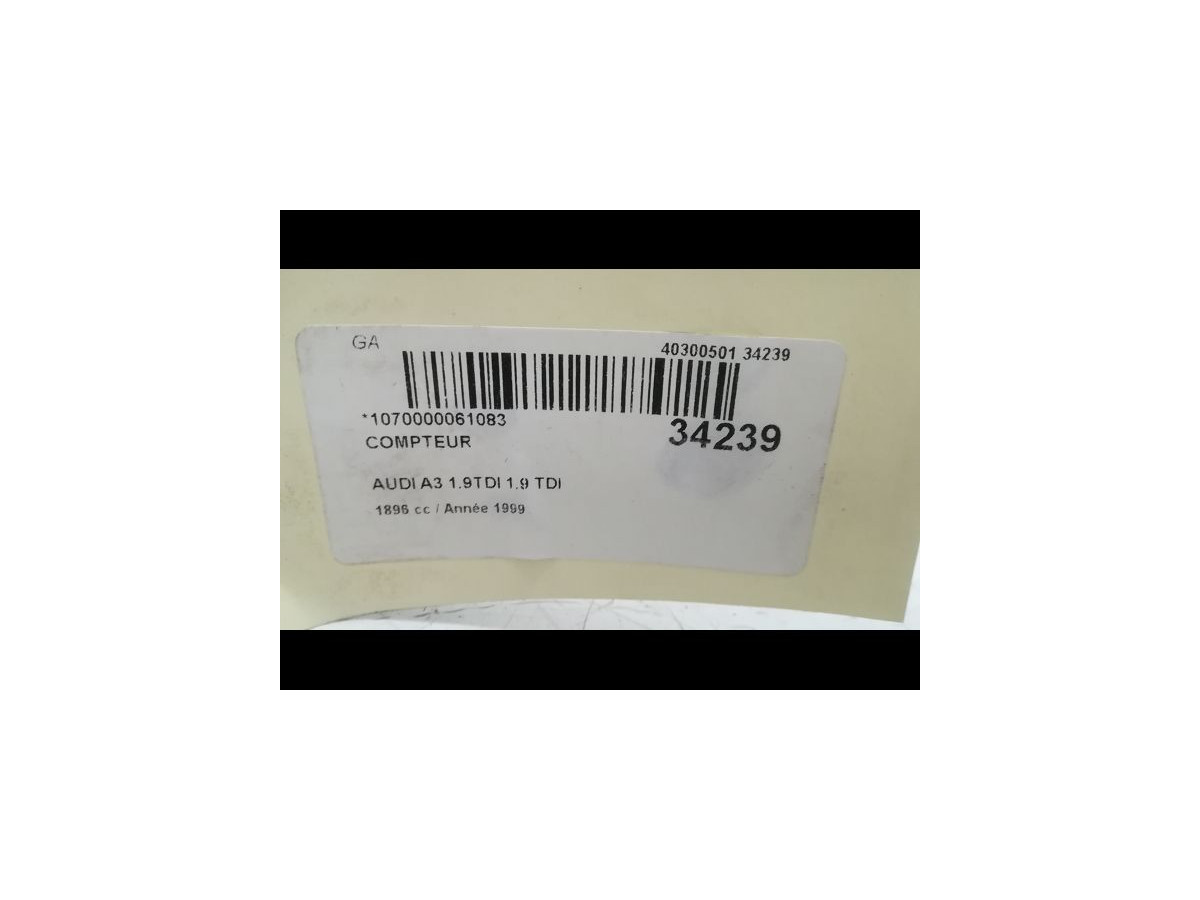 GA
40300501 34239
*1070000061083
34239
COMPTEUR
AUDI A3 1.9TDI 1.9 TDI
1896 cc / Année 1999